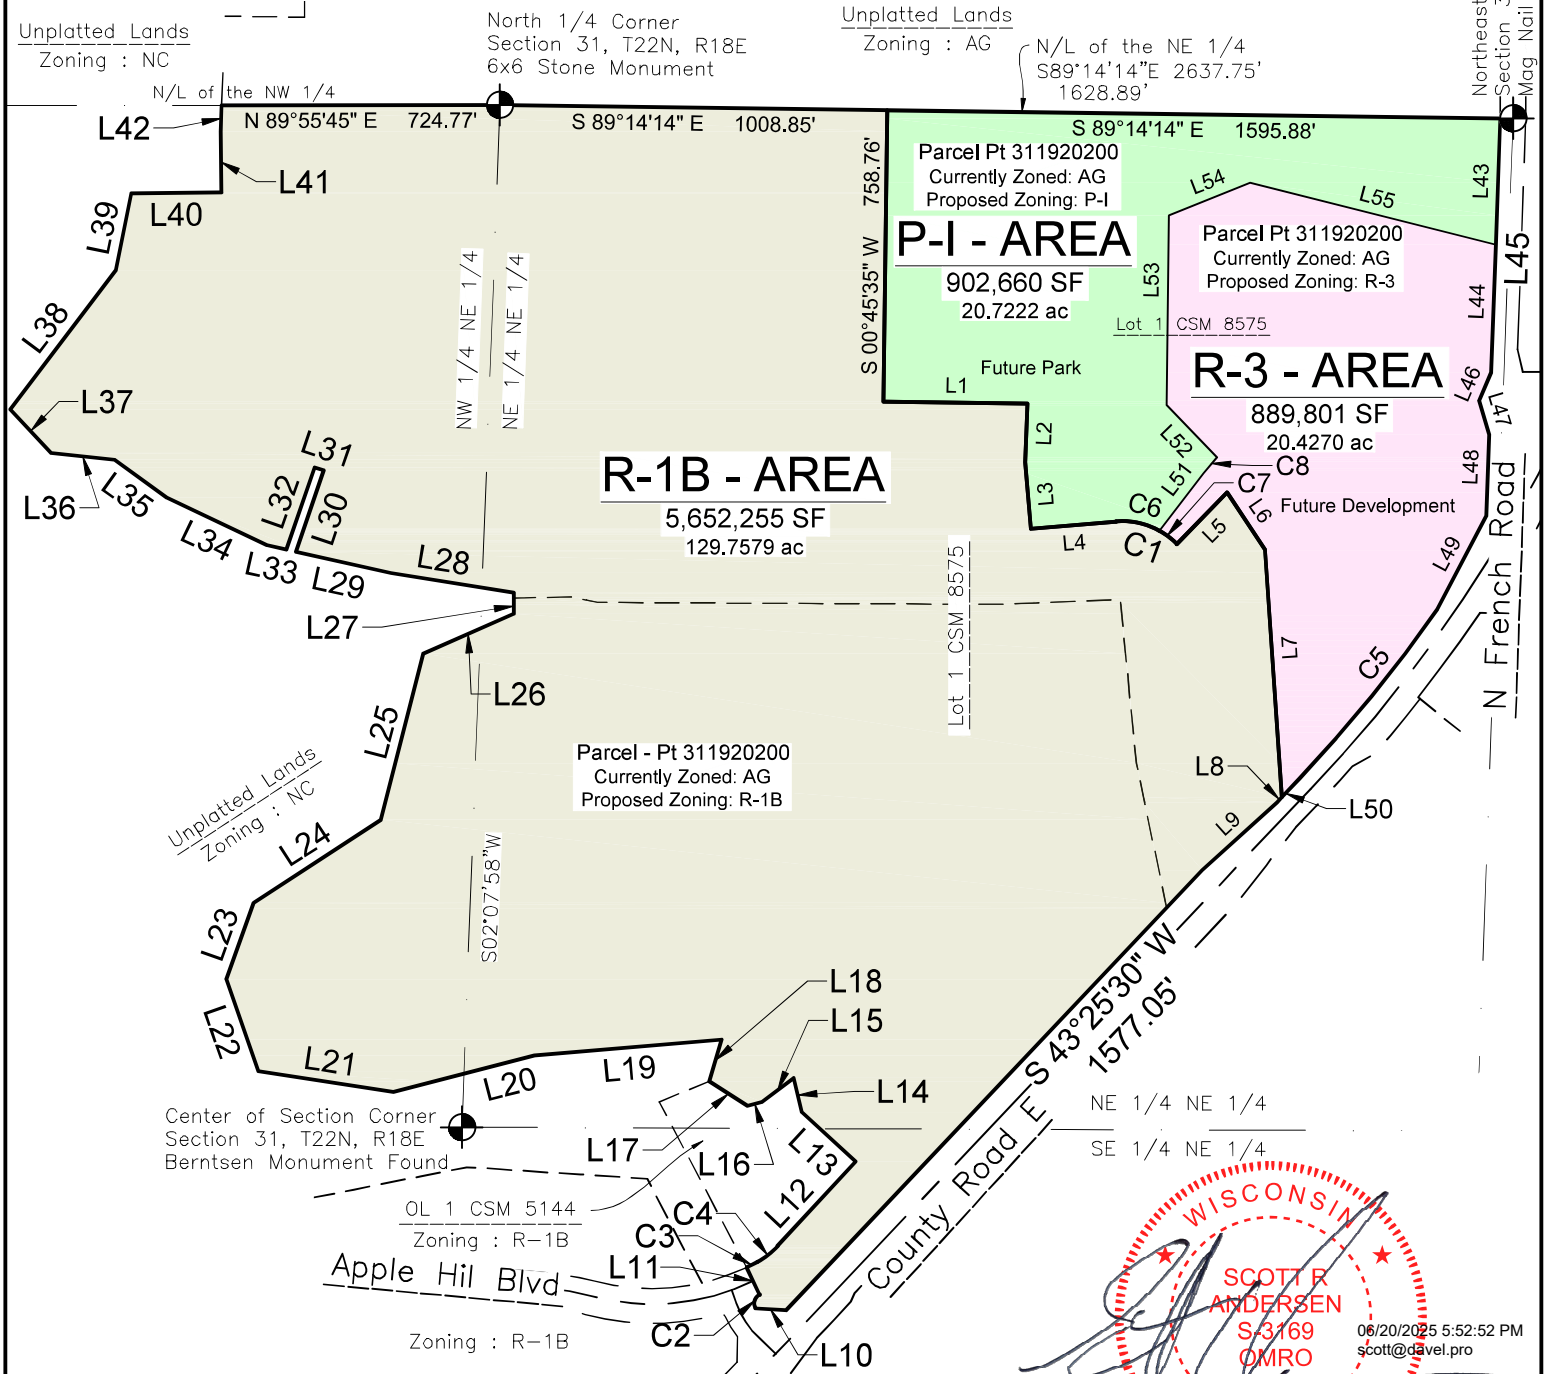 Unplatted Lands
Zoning : NC
North 1/4 Corner
Section 31, T22N, R18E
6x6 Stone Monument
Unplatted Lands
Zoning : AG
N/L of the NE 1/4
S89°14'14"E 2637.75'
1628.89'
Northeast
Section 3
Mag Nail
N/L of the NW 1/4
L42
N 89°55'45" E 724.77'
S 89°14'14" E 1008.85'
S 89°14'14" E 1595.88'
L41
L40
L39
L38
L37
L36
L35
L34
L33
L32
L31
L30
L29
L28
L27
L26
L25
L24
L23
L22
L21
L20
L19
L18
L15
L14
L17
L16
L13
L12
C4
C3
L11
C2
L10
NW 1/4 NE 1/4
NE 1/4 NE 1/4
S 00°45'35" W 758.76'
Parcel Pt 311920200
Currently Zoned: AG
Proposed Zoning: P-I
P-I - AREA
902,660 SF
20.7222 ac
Future Park
L54
L55
L43
L45
L53
L44
Parcel Pt 311920200
Currently Zoned: AG
Proposed Zoning: R-3
Lot 1 CSM 8575
R-3 - AREA
889,801 SF
20.4270 ac
Future Development
L46
L47
L48
L49
L52
L51
C8
C7
C6
C1
L1
L2
L3
L4
L5
L6
L7
C5
L8
L50
L9
N French Road
R-1B - AREA
5,652,255 SF
129.7579 ac
Lot 1 CSM 8575
Parcel - Pt 311920200
Currently Zoned: AG
Proposed Zoning: R-1B
Unplatted Lands
Zoning : NC
S02°07'58"W
S 43°25'30" W
1577.05'
County Road E
NE 1/4 NE 1/4
SE 1/4 NE 1/4
Center of Section Corner
Section 31, T22N, R18E
Berntsen Monument Found
OL 1 CSM 5144
Zoning : R-1B
Apple Hil Blvd
Zoning : R-1B
WISCONSIN
SCOTT R
ANDERSEN
S-3169
OMRO
06/20/2025 5:52:52 PM
scott@davel.pro